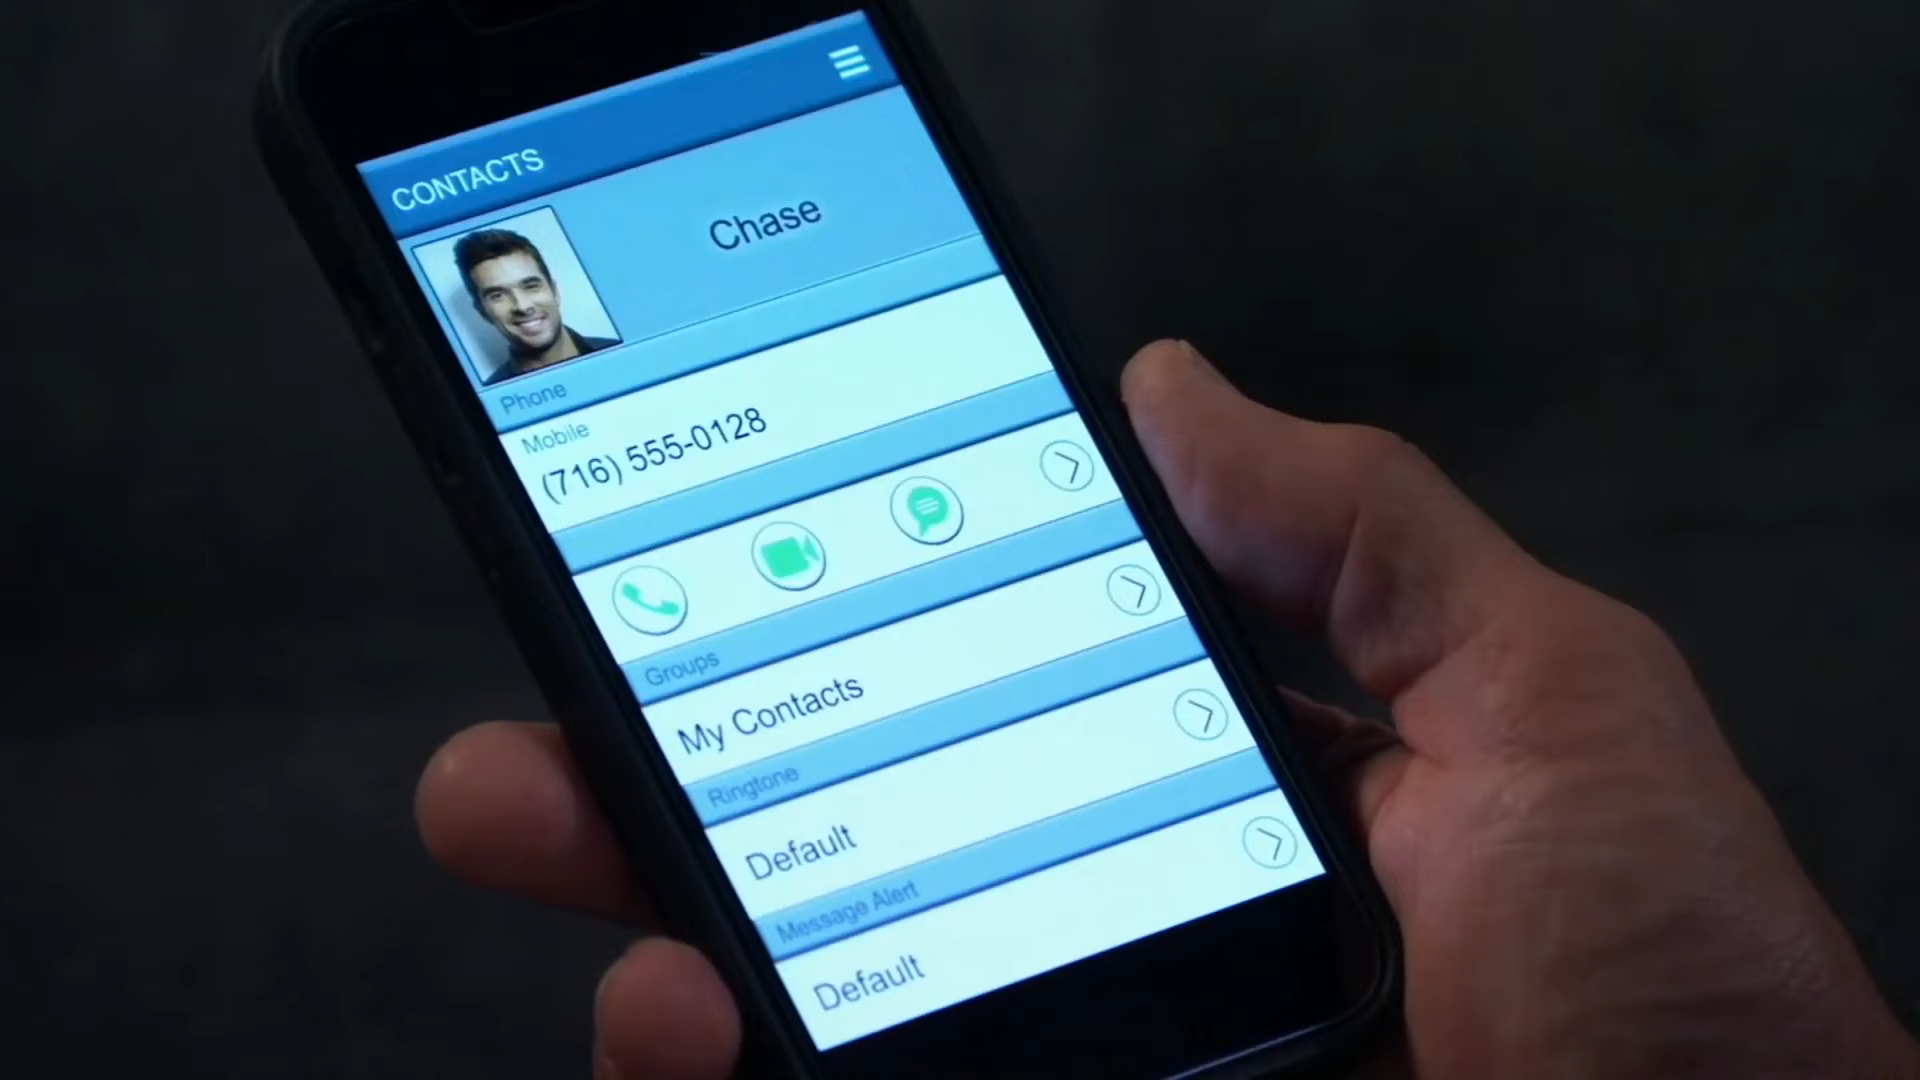 CONTACTS
Chase
Phone
Mobile
(716) 555-0128
Groups
My Contacts
Ringtone
Default
Message Alert
Default